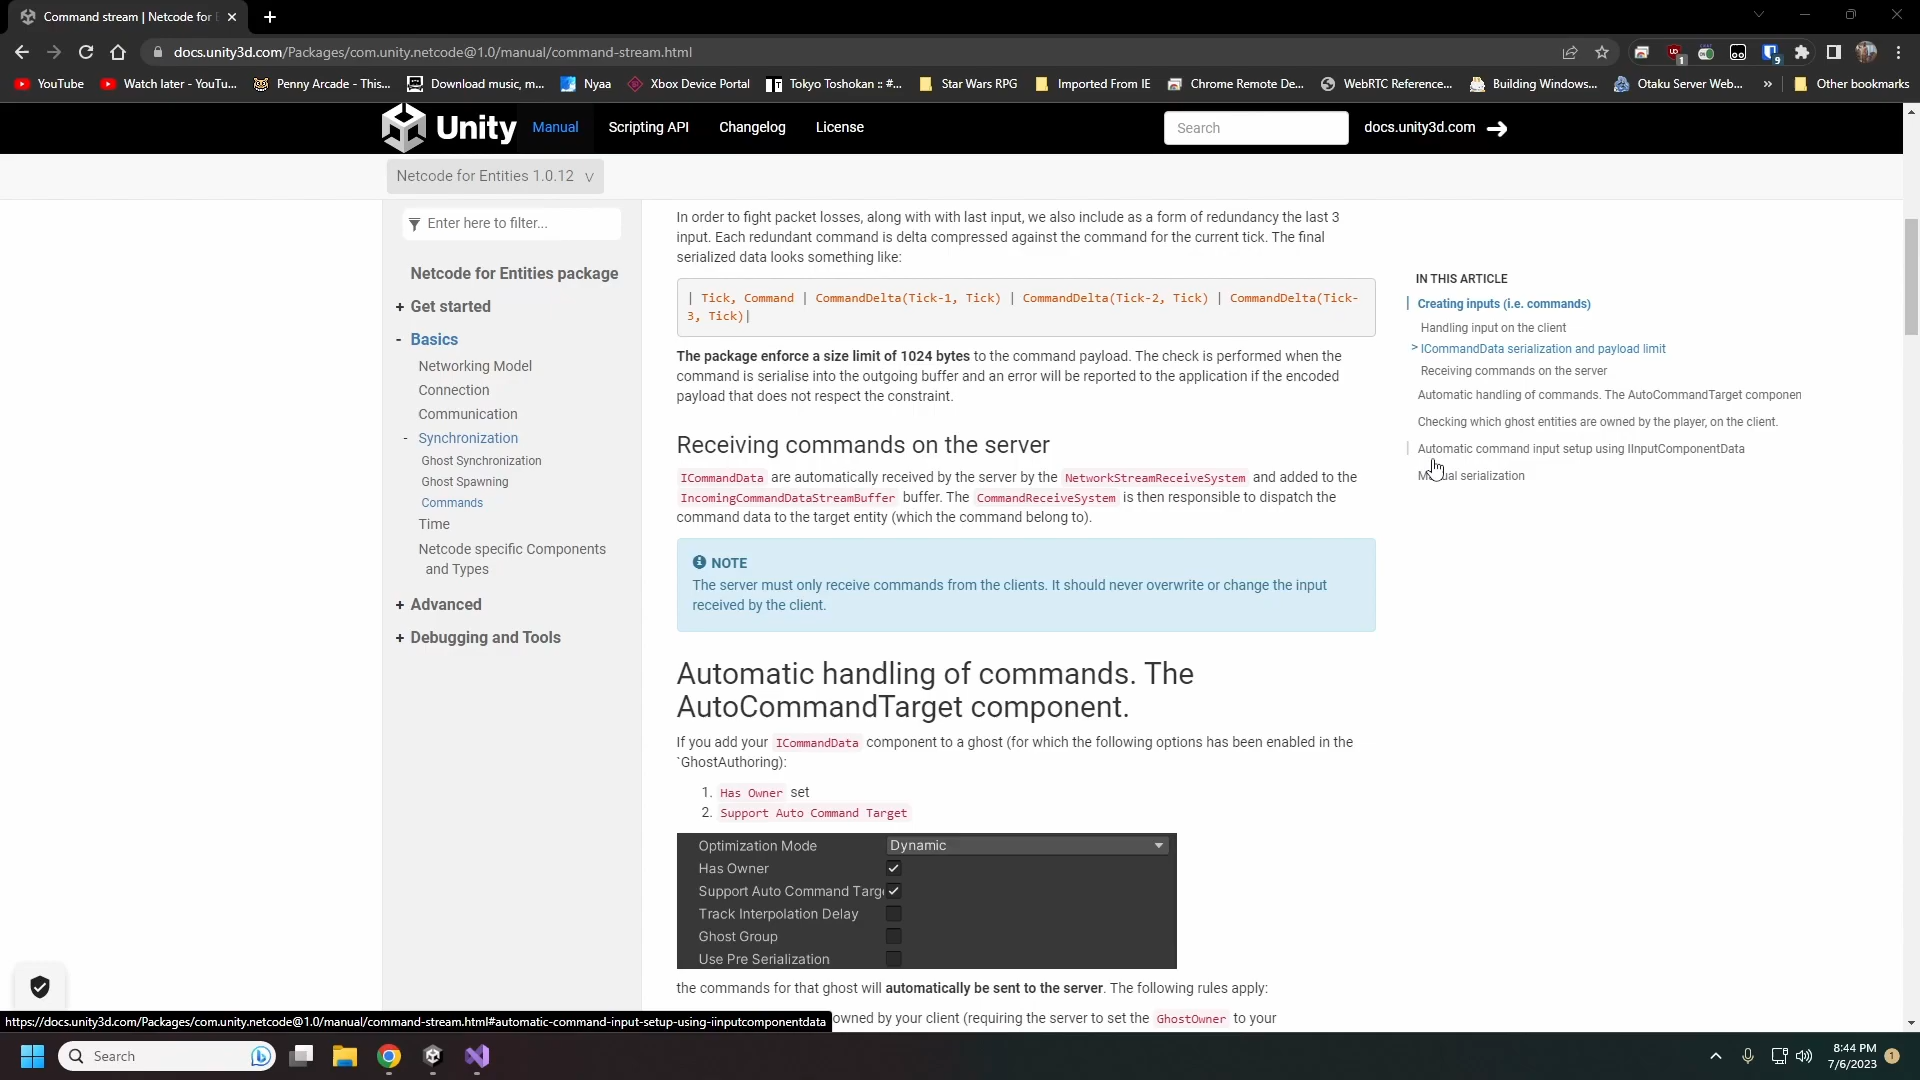 Command stream | Netcode for E
docs.unity3d.com/Packages/com.unity.netcode@1.0/manual/command-stream.html
1
9
YouTube
Watch later - YouTu...
Penny Arcade - This...
Download music, m...
Nyaa
Xbox Device Portal
Tokyo Toshokan :: #...
Star Wars RPG
Imported From IE
Chrome Remote De...
WebRTC Reference...
Building Windows...
Otaku Server Web...
»
Other bookmarks
Unity
Manual
Scripting API
Changelog
License
Search
docs.unity3d.com
Netcode for Entities 1.0.12
Enter here to filter...
Netcode for Entities package
+ Get started
- Basics
Networking Model
Connection
Communication
- Synchronization
Ghost Synchronization
Ghost Spawning
Commands
Time
Netcode specific Components
and Types
+ Advanced
+ Debugging and Tools
In order to fight packet losses, along with with last input, we also include as a form of redundancy the last 3
input. Each redundant command is delta compressed against the command for the current tick. The final
serialized data looks something like:
| Tick, Command | CommandDelta(Tick-1, Tick) | CommandDelta(Tick-2, Tick) | CommandDelta(Tick-
3, Tick)|
The package enforce a size limit of 1024 bytes to the command payload. The check is performed when the
command is serialise into the outgoing buffer and an error will be reported to the application if the encoded
payload that does not respect the constraint.
Receiving commands on the server
ICommandData are automatically received by the server by the NetworkStreamReceiveSystem and added to the
IncomingCommandDataStreamBuffer buffer. The CommandReceiveSystem is then responsible to dispatch the
command data to the target entity (which the command belong to).
NOTE
The server must only receive commands from the clients. It should never overwrite or change the input
received by the client.
Automatic handling of commands. The
AutoCommandTarget component.
If you add your ICommandData component to a ghost (for which the following options has been enabled in the
`GhostAuthoring):
1. Has Owner set
2. Support Auto Command Target
Optimization Mode Dynamic
Has Owner
Support Auto Command Targe
Track Interpolation Delay
Ghost Group
Use Pre Serialization
the commands for that ghost will automatically be sent to the server. The following rules apply:
owned by your client (requiring the server to set the GhostOwner to your
IN THIS ARTICLE
Creating inputs (i.e. commands)
Handling input on the client
> ICommandData serialization and payload limit
Receiving commands on the server
Automatic handling of commands. The AutoCommandTarget componen
Checking which ghost entities are owned by the player, on the client.
Automatic command input setup using IInputComponentData
Manual serialization
https://docs.unity3d.com/Packages/com.unity.netcode@1.0/manual/command-stream.html#automatic-command-input-setup-using-iinputcomponentdata
Search
8:44 PM
7/6/2023
1